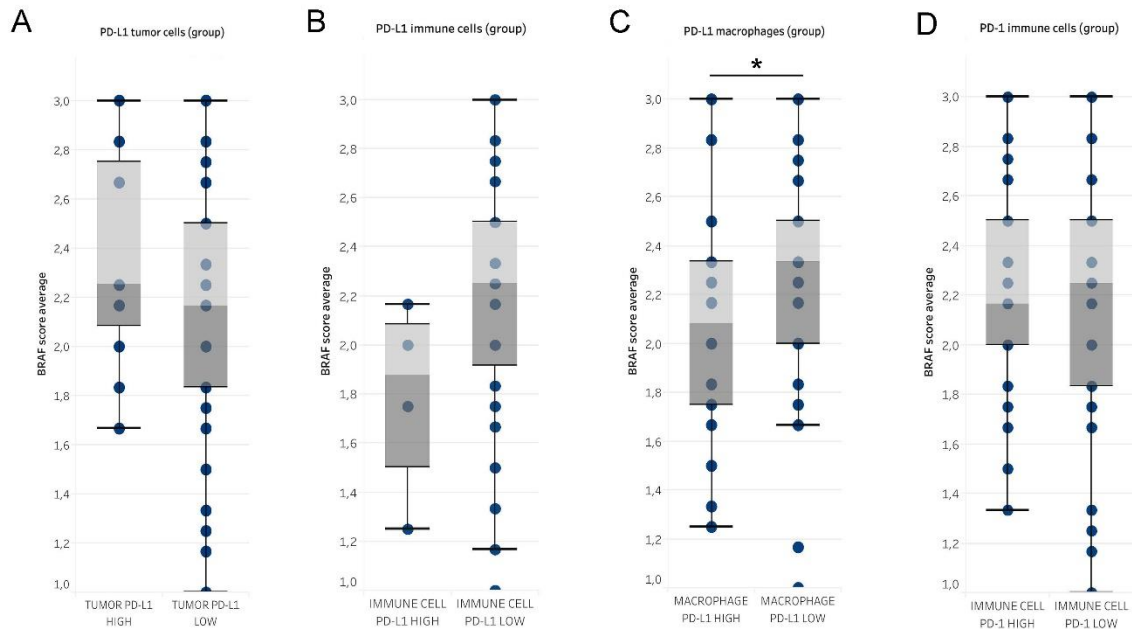 A
PD-L1 tumor cells (group)
BRAF score average
3,0
2,8
2,6
2,4
2,2
2,0
1,8
1,6
1,4
1,2
1,0
TUMOR PD-L1
HIGH
TUMOR PD-L1
LOW
B
PD-L1 immune cells (group)
BRAF score average
3,0
2,8
2,6
2,4
2,2
2,0
1,8
1,6
1,4
1,2
1,0
IMMUNE CELL
PD-L1 HIGH
IMMUNE CELL
PD-L1 LOW
C
PD-L1 macrophages (group)
*
BRAF score average
3,0
2,8
2,6
2,4
2,2
2,0
1,8
1,6
1,4
1,2
1,0
MACROPHAGE
PD-L1 HIGH
MACROPHAGE
PD-L1 LOW
D
PD-1 immune cells (group)
BRAF score average
3,0
2,8
2,6
2,4
2,2
2,0
1,8
1,6
1,4
1,2
1,0
IMMUNE CELL
PD-1 HIGH
IMMUNE CELL
PD-1 LOW